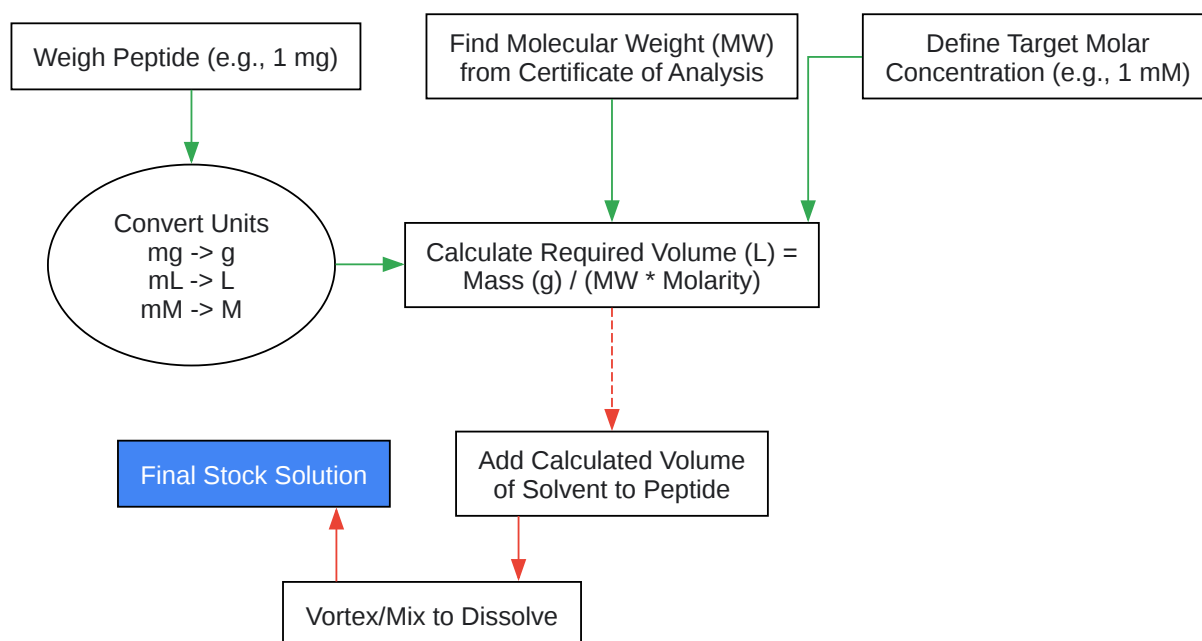 Weigh Peptide (e.g., 1 mg)
Find Molecular Weight (MW)
from Certificate of Analysis
Define Target Molar
Concentration (e.g., 1 mM)
Convert Units
mg -> g
mL -> L
mM -> M
Calculate Required Volume (L) =
Mass (g) / (MW * Molarity)
Final Stock Solution
Add Calculated Volume
of Solvent to Peptide
Vortex/Mix to Dissolve